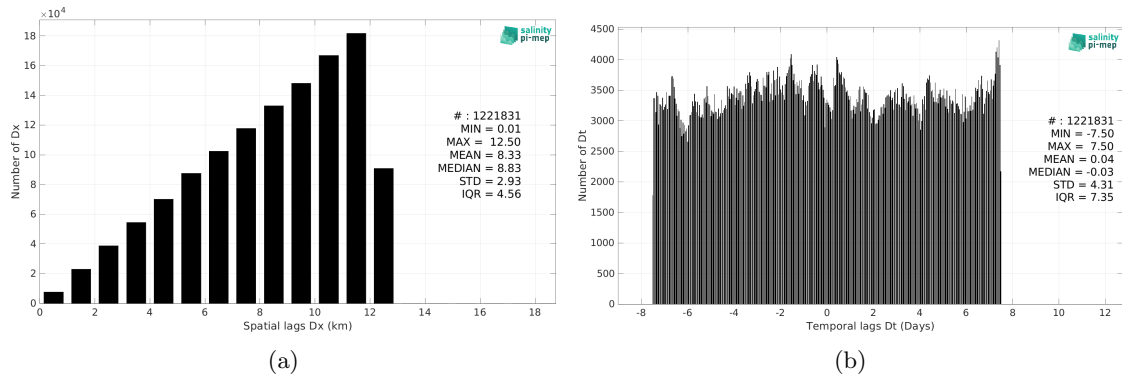 ×10⁴
18
16
14
12
10
8
6
4
2
0
Number of Dx
0 2 4 6 8 10 12 14 16 18
Spatial lags Dx (km)
salinity
pi-mep
# : 1221831
MIN = 0.01
MAX = 12.50
MEAN = 8.33
MEDIAN = 8.83
STD = 2.93
IQR = 4.56
(a)
4500
4000
3500
3000
2500
2000
1500
1000
500
0
Number of Dt
-8 -6 -4 -2 0 2 4 6 8 10 12
Temporal lags Dt (Days)
salinity
pi-mep
# : 1221831
MIN = -7.50
MAX = 7.50
MEAN = 0.04
MEDIAN = -0.03
STD = 4.31
IQR = 7.35
(b)